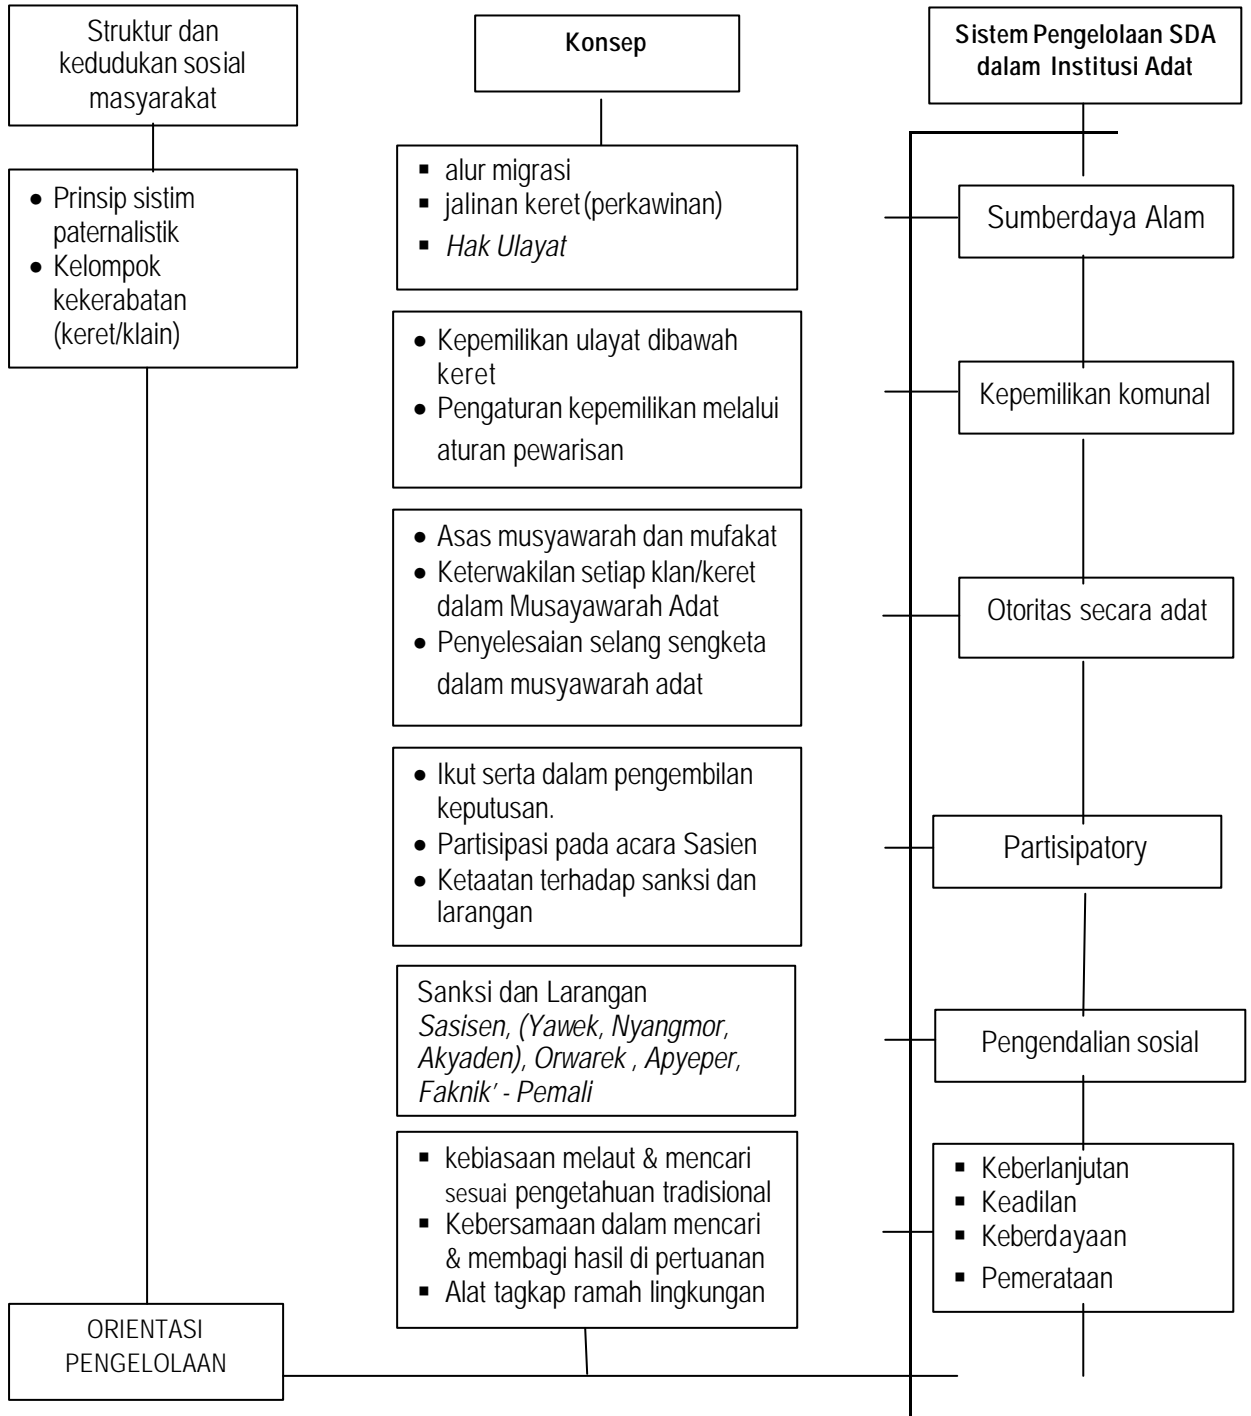 Struktur dan
kedudukan sosial
masyarakat
• Prinsip sistim
paternalistik
• Kelompok
kekerabatan
(keret/klain)
ORIENTASI
PENGELOLAAN
Konsep
▪ alur migrasi
▪ jalinan keret (perkawinan)
▪ Hak Ulayat
• Kepemilikan ulayat dibawah
keret
• Pengaturan kepemilikan melalui
aturan pewarisan
• Asas musyawarah dan mufakat
• Keterwakilan setiap klan/keret
dalam Musayawarah Adat
• Penyelesaian selang sengketa
dalam musyawarah adat
• Ikut serta dalam pengembilan
keputusan.
• Partisipasi pada acara Sasien
• Ketaatan terhadap sanksi dan
larangan
Sanksi dan Larangan
Sasisen, (Yawek, Nyangmor,
Akyaden), Orwarek , Apyeper,
Faknik’ - Pemali
▪ kebiasaan melaut & mencari
sesuai pengetahuan tradisional
▪ Kebersamaan dalam mencari
& membagi hasil di pertuanan
▪ Alat tagkap ramah lingkungan
Sistem Pengelolaan SDA
dalam Institusi Adat
Sumberdaya Alam
Kepemilikan komunal
Otoritas secara adat
Partisipatory
Pengendalian sosial
▪ Keberlanjutan
▪ Keadilan
▪ Keberdayaan
▪ Pemerataan